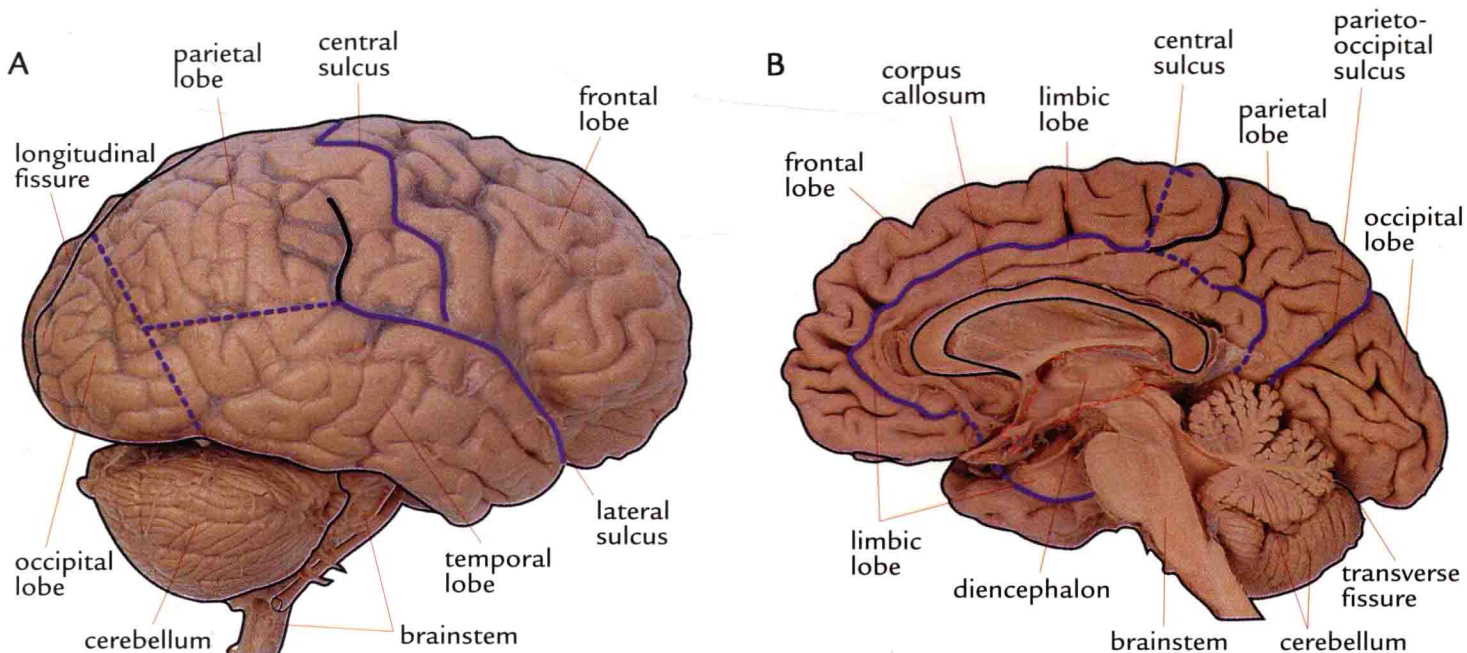 A
parietal
lobe
central
sulcus
frontal
lobe
longitudinal
fissure
lateral
sulcus
occipital
lobe
temporal
lobe
cerebellum
brainstem
B
corpus
callosum
limbic
lobe
central
sulcus
parieto-
occipital
sulcus
parietal
lobe
frontal
lobe
occipital
lobe
limbic
lobe
diencephalon
transverse
fissure
brainstem
cerebellum